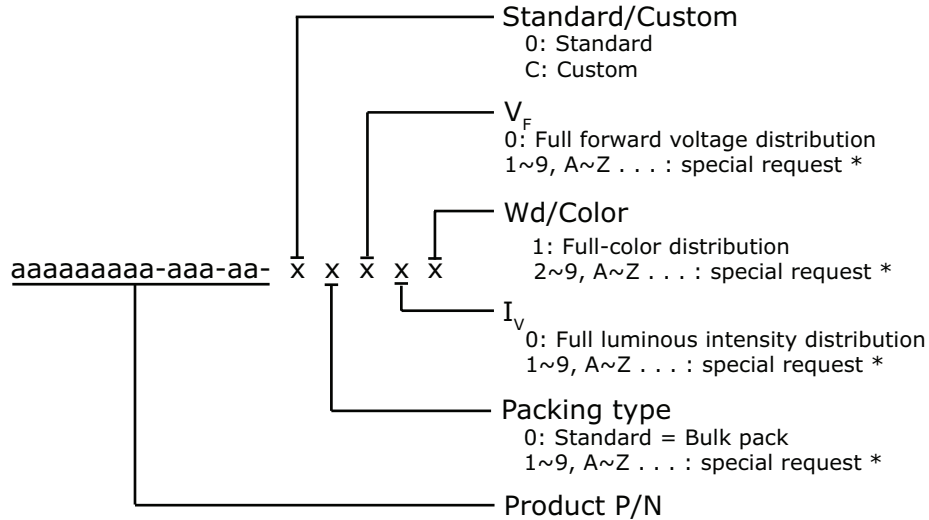 Standard/Custom
0: Standard
C: Custom
VF
0: Full forward voltage distribution
1~9, A~Z . . . : special request *
Wd/Color
1: Full-color distribution
2~9, A~Z . . . : special request *
aaaaaaaaa-aaa-aa- x x x x x
IV
0: Full luminous intensity distribution
1~9, A~Z . . . : special request *
Packing type
0: Standard = Bulk pack
1~9, A~Z . . . : special request *
Product P/N